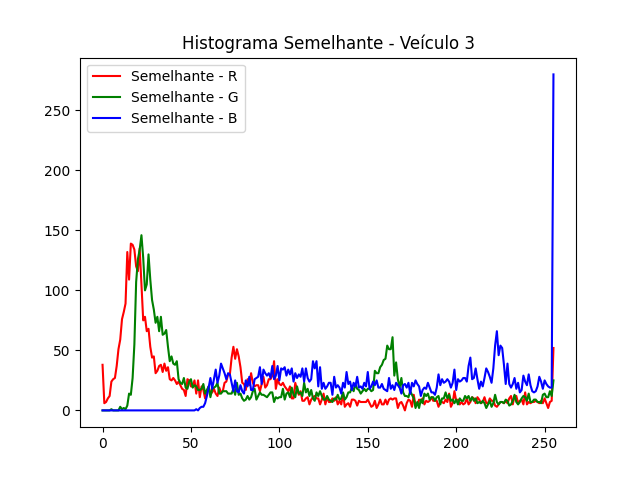 Histograma Semelhante - Veículo 3
Semelhante - R
Semelhante - G
Semelhante - B
250
200
150
100
50
0
0 50 100 150 200 250